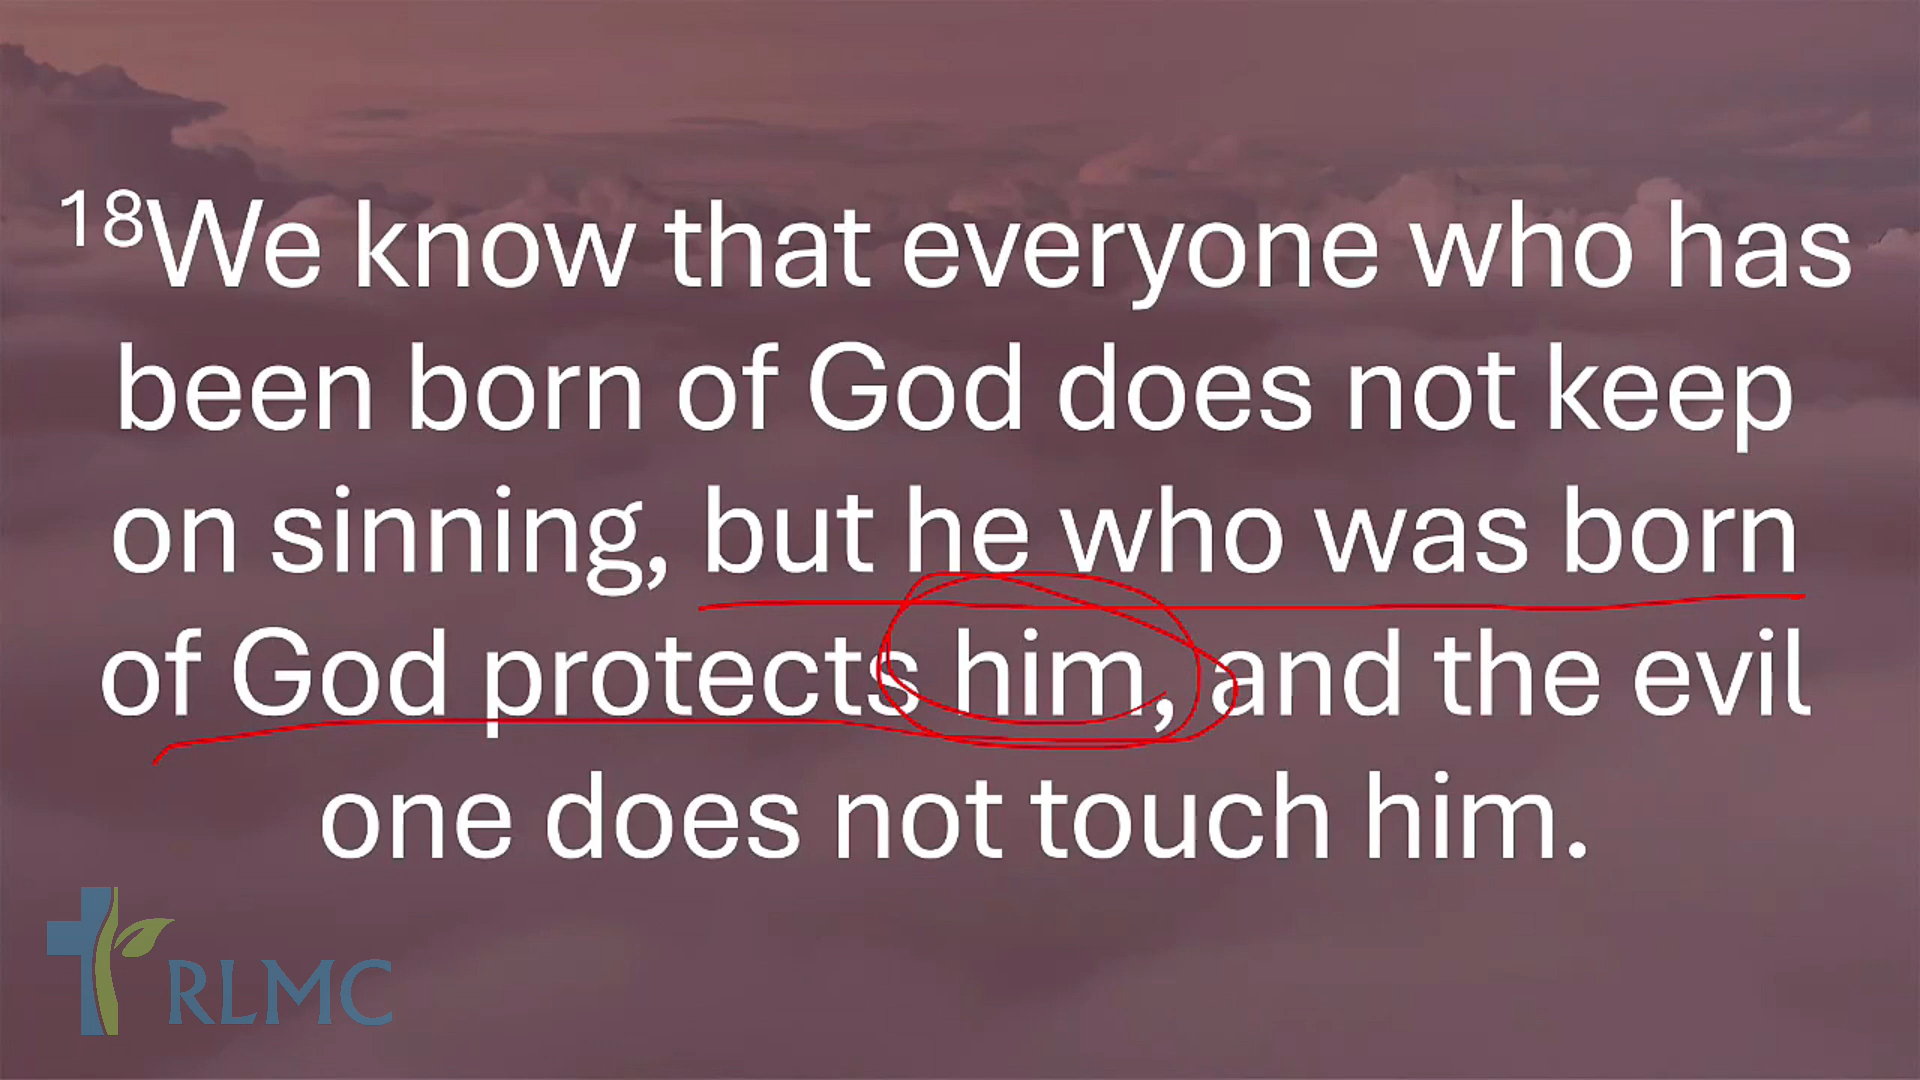 18We know that everyone who has
been born of God does not keep
on sinning, but he who was born
of God protects him, and the evil
one does not touch him.
RLMC